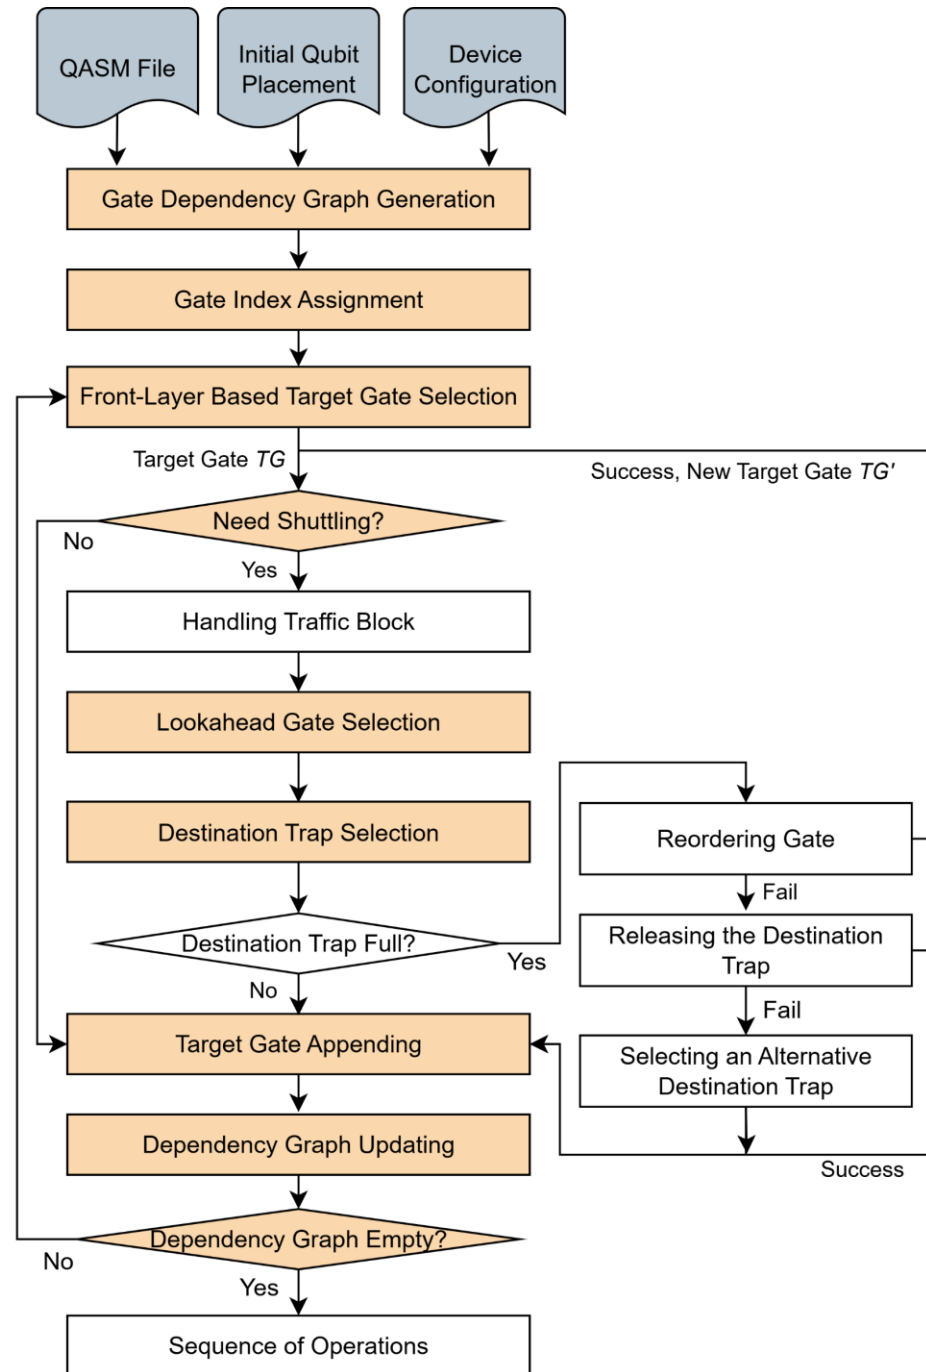 QASM File
Initial Qubit
Placement
Device
Configuration
Gate Dependency Graph Generation
Gate Index Assignment
Front-Layer Based Target Gate Selection
Target Gate TG
Success, New Target Gate TG'
Need Shuttling?
No
Yes
Handling Traffic Block
Lookahead Gate Selection
Destination Trap Selection
Reordering Gate
Fail
Destination Trap Full?
Yes
No
Releasing the Destination
Trap
Fail
Target Gate Appending
Selecting an Alternative
Destination Trap
Success
Dependency Graph Updating
Dependency Graph Empty?
No
Yes
Sequence of Operations